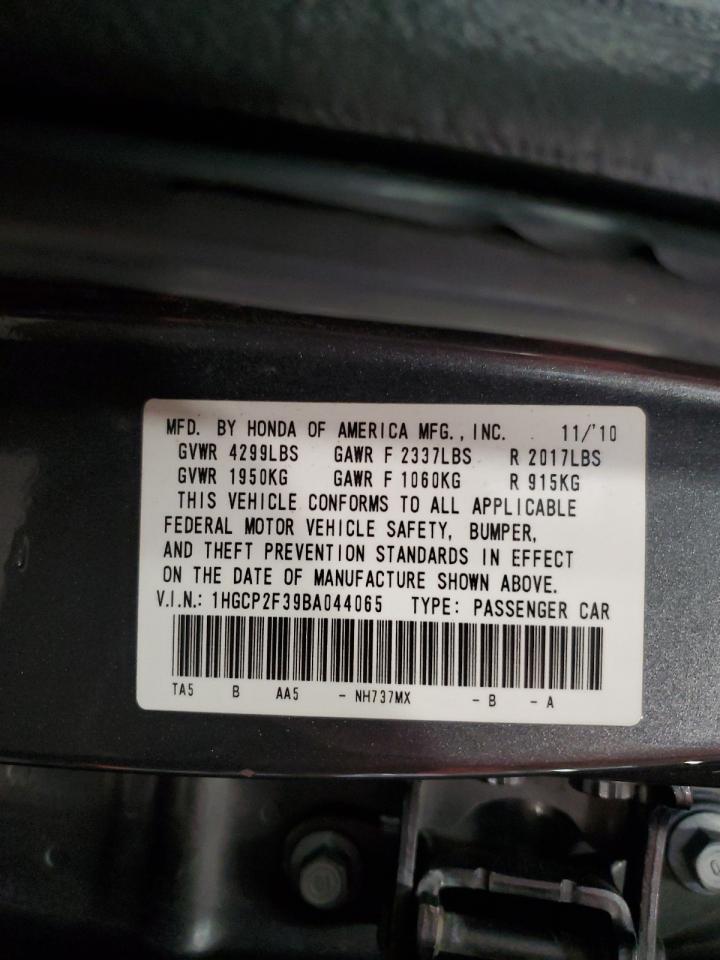 MFD. BY HONDA OF AMERICA MFG., INC. 11/'10
GVWR 4299LBS GAWR F 2337LBS R 2017LBS
GVWR 1950KG GAWR F 1060KG R 915KG
THIS VEHICLE CONFORMS TO ALL APPLICABLE
FEDERAL MOTOR VEHICLE SAFETY, BUMPER,
AND THEFT PREVENTION STANDARDS IN EFFECT
ON THE DATE OF MANUFACTURE SHOWN ABOVE.
V.I.N.: 1HGCP2F39BA044065 TYPE: PASSENGER CAR
TA5 B AA5 - NH737MX - B - A